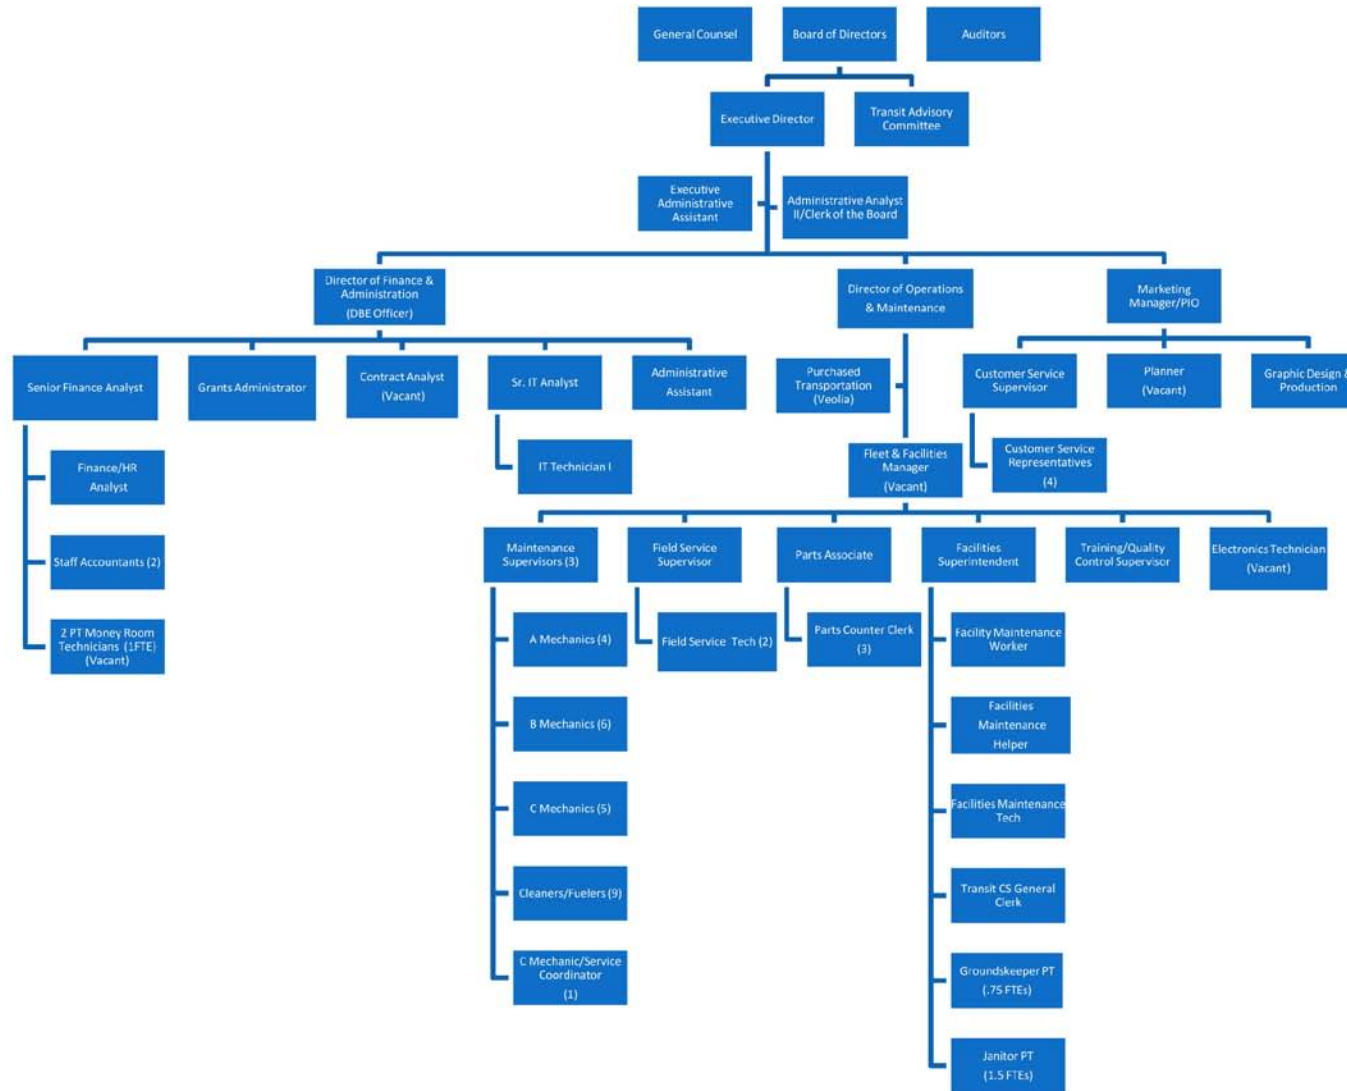 General Counsel
Board of Directors
Auditors
Executive Director
Transit Advisory
Committee
Executive
Administrative
Assistant
Administrative Analyst
II/Clerk of the Board
Director of Finance &
Administration
(DBE Officer)
Director of Operations
& Maintenance
Marketing
Manager/PIO
Senior Finance Analyst
Grants Administrator
Contract Analyst
(Vacant)
Sr. IT Analyst
Administrative
Assistant
Purchased
Transportation
(Veolia)
Customer Service
Supervisor
Planner
(Vacant)
Graphic Design &
Production
Finance/HR
Analyst
IT Technician I
Fleet & Facilities
Manager
(Vacant)
Customer Service
Representatives
(4)
Staff Accountants (2)
Maintenance
Supervisors (3)
Field Service
Supervisor
Parts Associate
Facilities
Superintendent
Training/Quality
Control Supervisor
Electronics Technician
(Vacant)
2 PT Money Room
Technicians (1FTE)
(Vacant)
A Mechanics (4)
Field Service Tech (2)
Parts Counter Clerk
(3)
Facility Maintenance
Worker
B Mechanics (6)
Facilities
Maintenance
Helper
C Mechanics (5)
Facilities Maintenance
Tech
Cleaners/Fuelers (9)
Transit CS General
Clerk
C Mechanic/Service
Coordinator
(1)
Groundskeeper PT
(.75 FTEs)
Janitor PT
(1.5 FTEs)